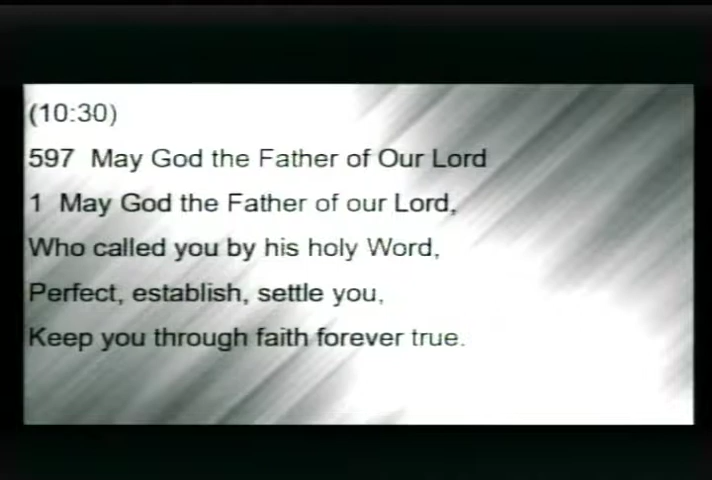 (10:30)
597 May God the Father of Our Lord
1 May God the Father of our Lord,
Who called you by his holy Word,
Perfect, establish, settle you,
Keep you through faith forever true.